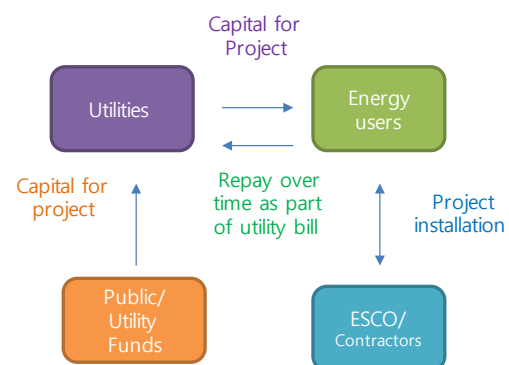 Capital for
Project
Utilities
Energy
users
Capital for
project
Repay over
time as part
of utility bill
Project
installation
Public/
Utility
Funds
ESCO/
Contractors